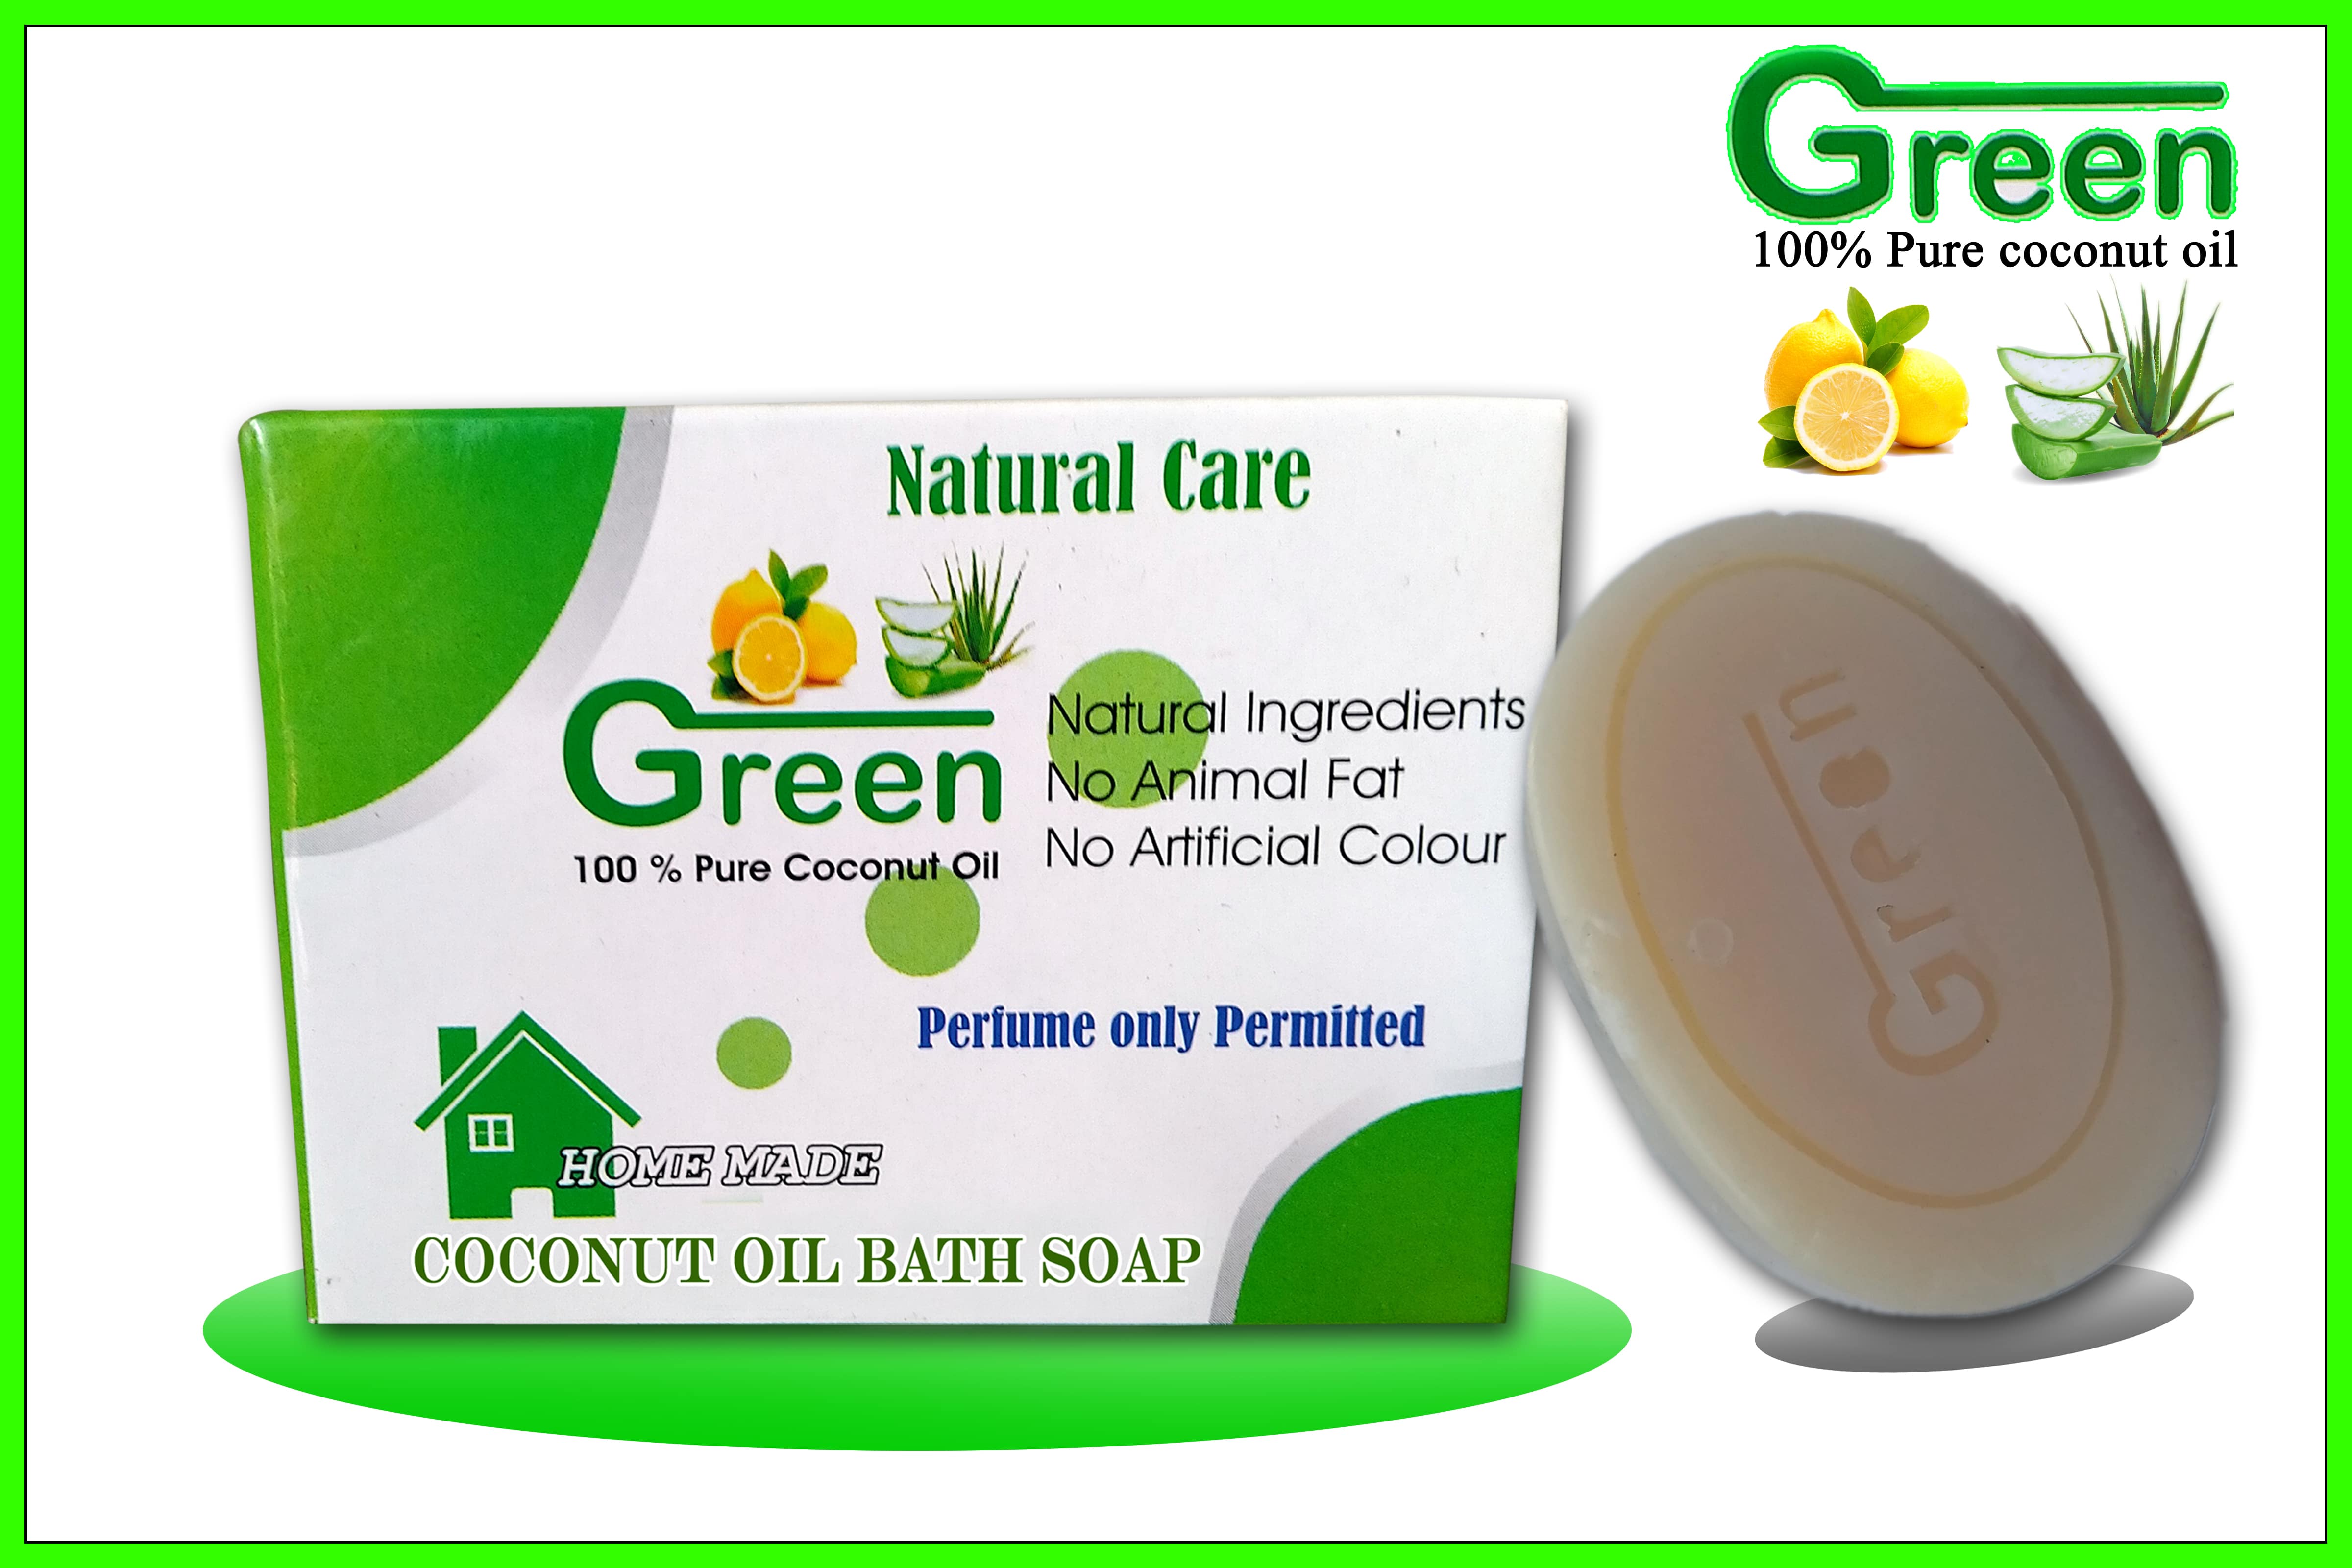 Green
100% Pure coconut oil
Natural Care
Green
100 % Pure Coconut Oil
Natural Ingredients
No Animal Fat
No Artificial Colour
Perfume only Permitted
HOME MADE
COCONUT OIL BATH SOAP
Green